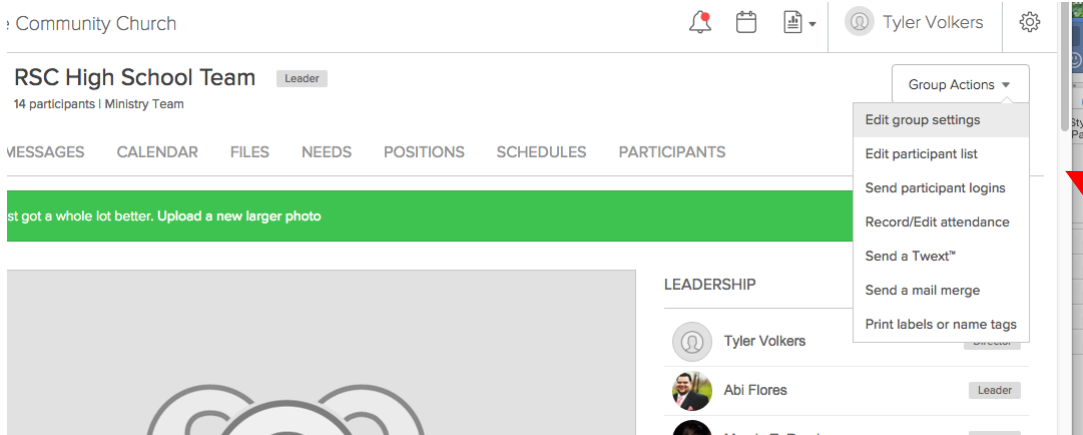 Community Church
Tyler Volkers
RSC High School Team Leader
14 participants | Ministry Team
Group Actions
Edit group settings
Edit participant list
Send participant logins
Record/Edit attendance
Send a Twext™
Send a mail merge
Print labels or name tags
MESSAGES CALENDAR FILES NEEDS POSITIONS SCHEDULES PARTICIPANTS
st got a whole lot better. Upload a new larger photo
LEADERSHIP
Tyler Volkers
Abi Flores Leader